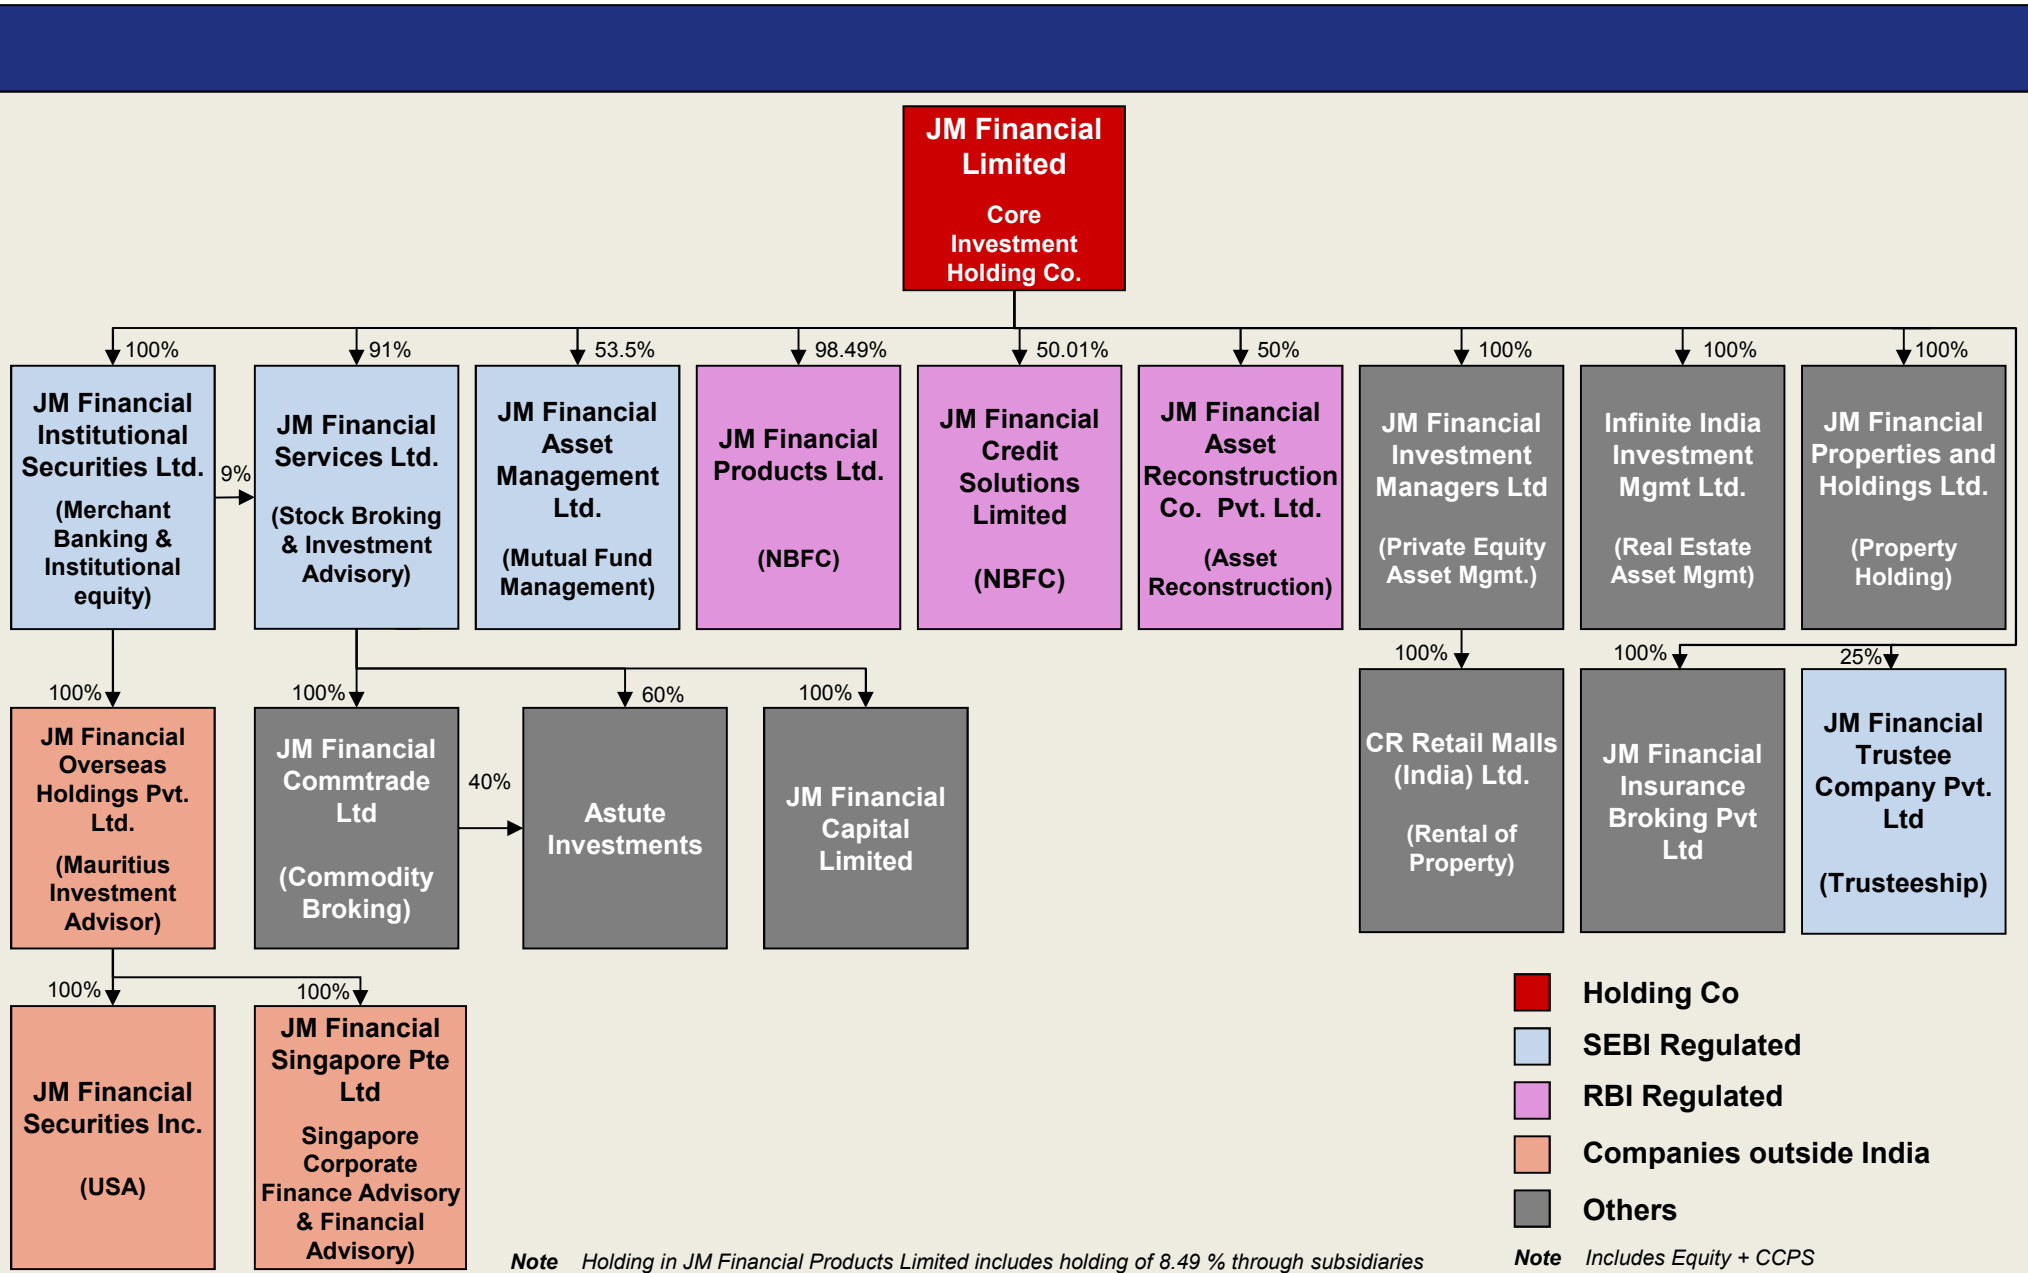 JM Financial
Limited
Core
Investment
Holding Co.
100%
91%
53.5%
98.49%
50.01%
50%
100%
100%
100%
JM Financial
Institutional
Securities Ltd.
(Merchant
Banking &
Institutional
equity)
9%
JM Financial
Services Ltd.
(Stock Broking
& Investment
Advisory)
JM Financial
Asset
Management
Ltd.
(Mutual Fund
Management)
JM Financial
Products Ltd.
(NBFC)
JM Financial
Credit
Solutions
Limited
(NBFC)
JM Financial
Asset
Reconstruction
Co. Pvt. Ltd.
(Asset
Reconstruction)
JM Financial
Investment
Managers Ltd
(Private Equity
Asset Mgmt.)
Infinite India
Investment
Mgmt Ltd.
(Real Estate
Asset Mgmt)
JM Financial
Properties and
Holdings Ltd.
(Property
Holding)
100%
100%
60%
100%
100%
100%
25%
JM Financial
Overseas
Holdings Pvt.
Ltd.
(Mauritius
Investment
Advisor)
JM Financial
Commtrade
Ltd
(Commodity
Broking)
40%
Astute
Investments
JM Financial
Capital
Limited
CR Retail Malls
(India) Ltd.
(Rental of
Property)
JM Financial
Insurance
Broking Pvt
Ltd
JM Financial
Trustee
Company Pvt.
Ltd
(Trusteeship)
100%
100%
JM Financial
Securities Inc.
(USA)
JM Financial
Singapore Pte
Ltd
Singapore
Corporate
Finance Advisory
& Financial
Advisory)
Holding Co
SEBI Regulated
RBI Regulated
Companies outside India
Others
Note Holding in JM Financial Products Limited includes holding of 8.49 % through subsidiaries
Note Includes Equity + CCPS